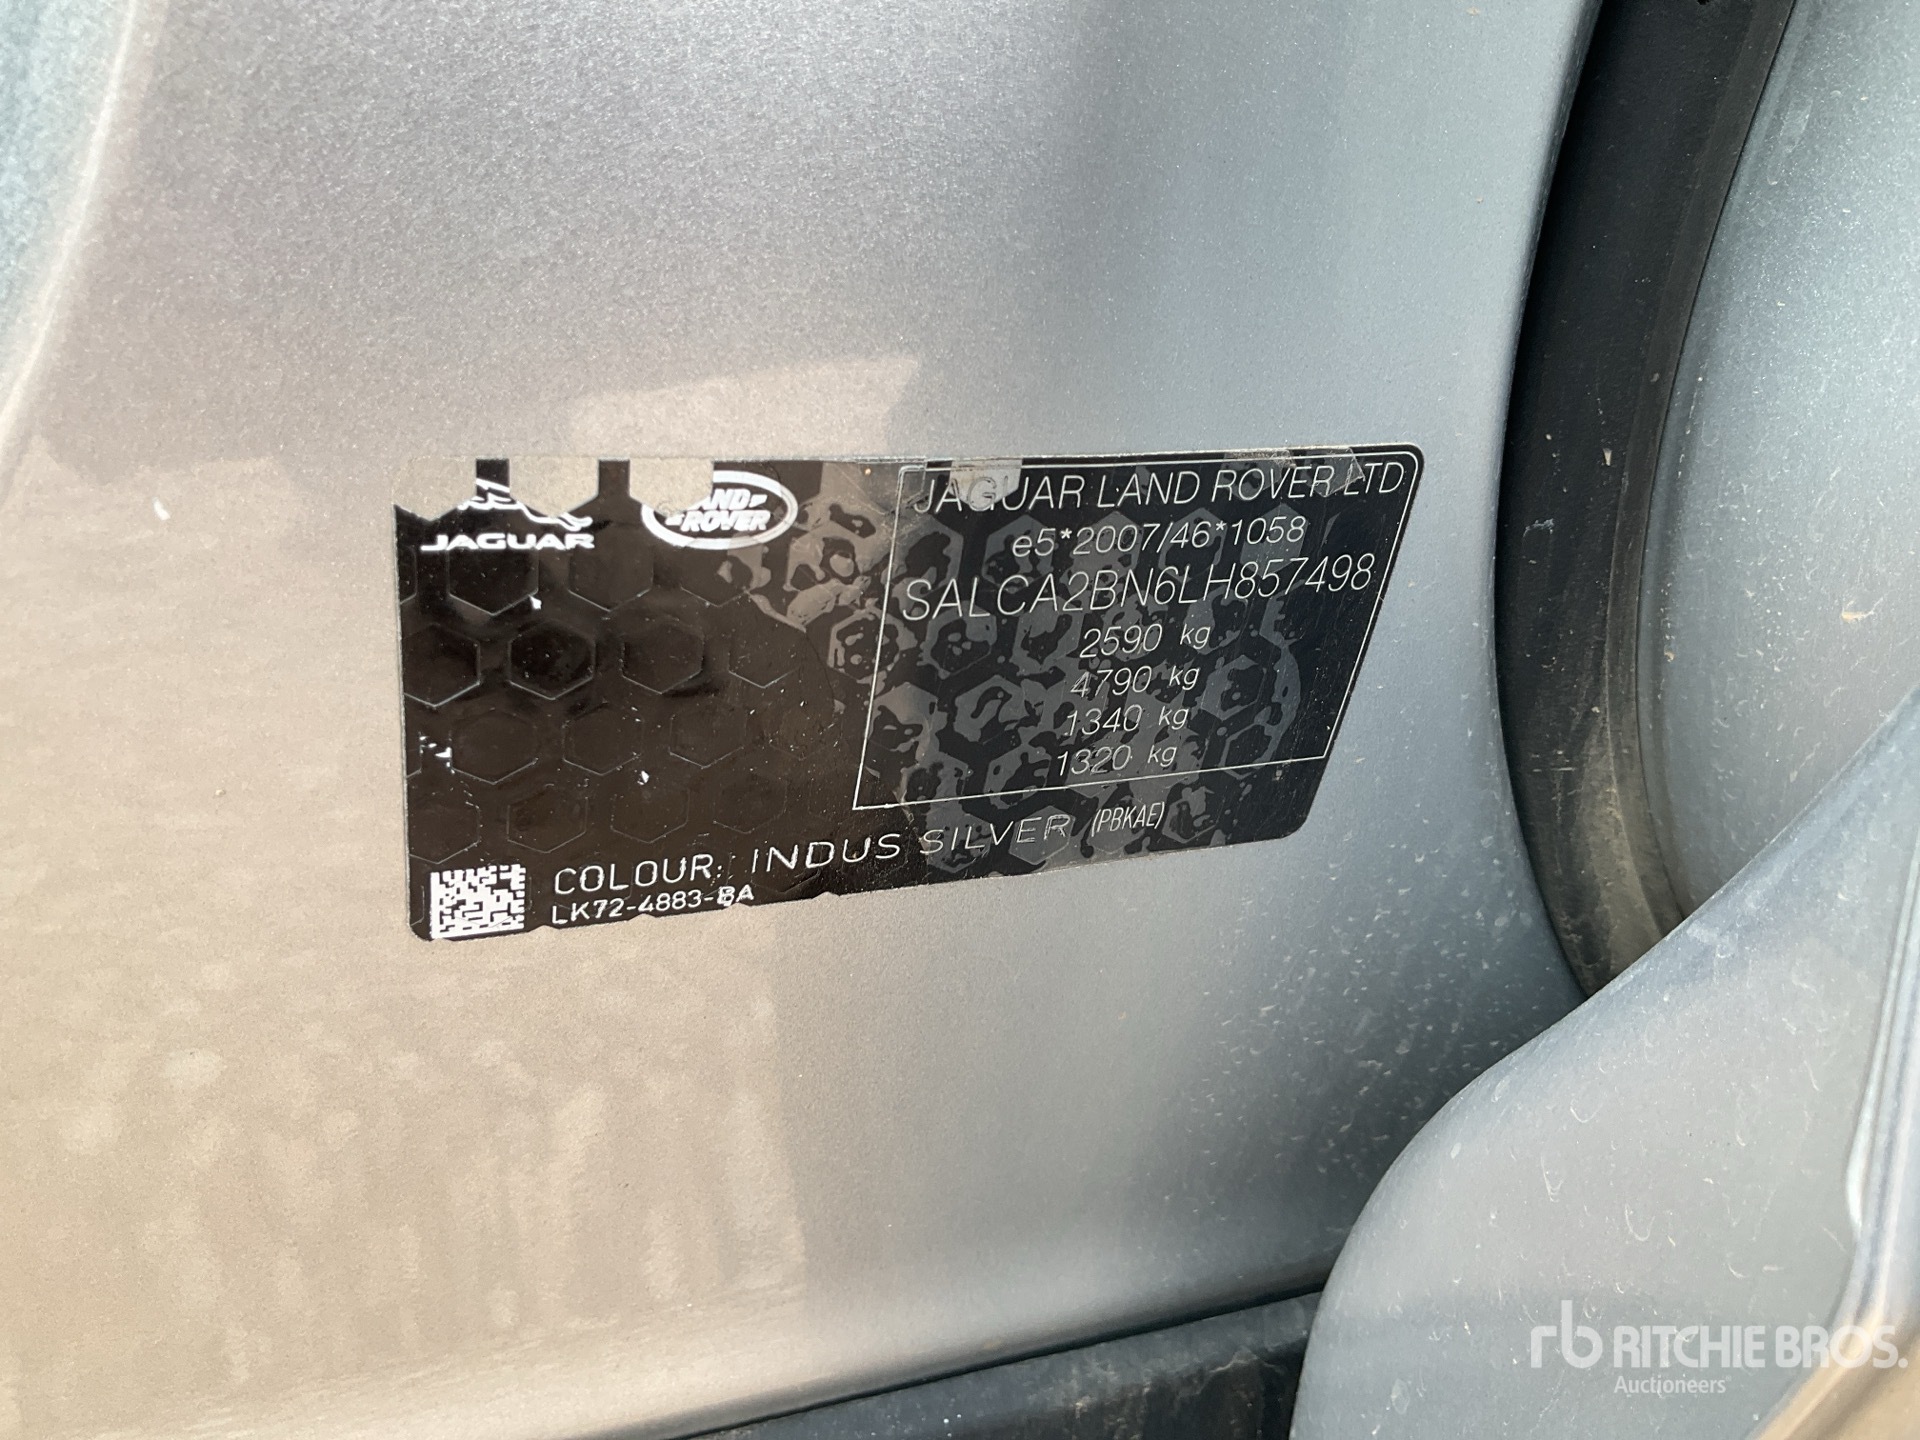 JAGUAR
LAND
ROVER
JAGUAR LAND ROVER LTD
e5*2007/46*1058
SALCA2BN6LH857498
2590 kg
4790 kg
1340 kg
1320 kg
COLOUR: INDUS SILVER (PBKAE)
LK72-4883-BA
rb RITCHIE BROS.
Auctioneers